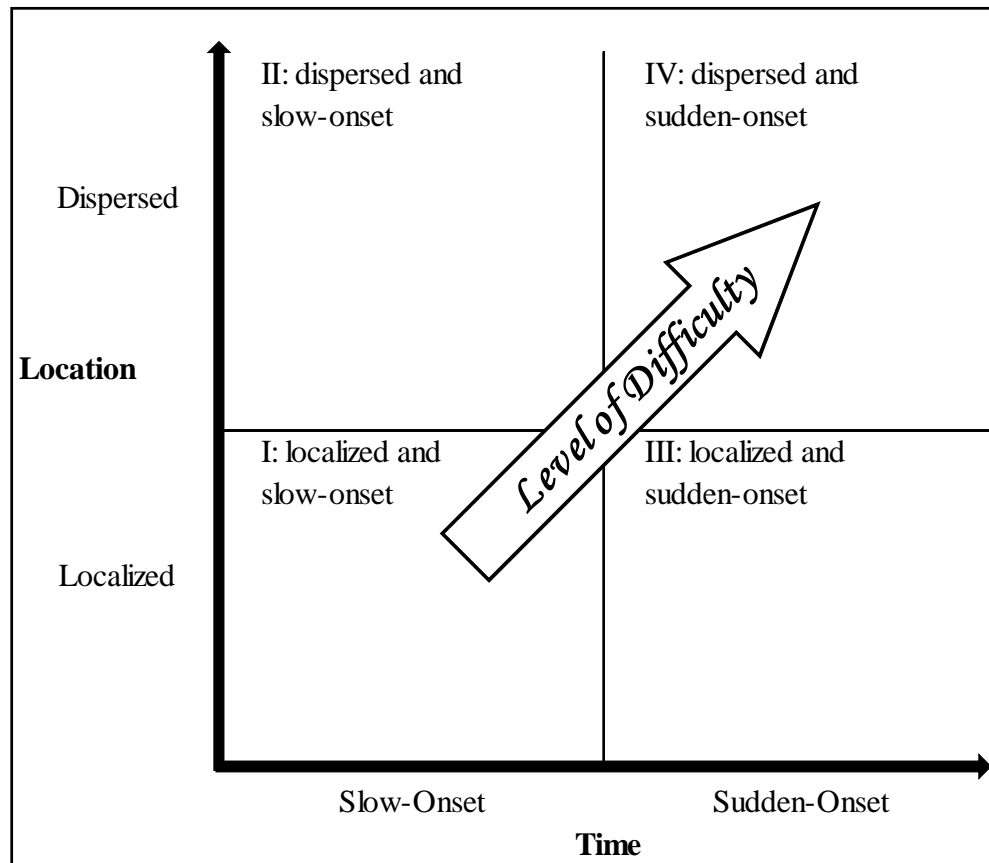 II: dispersed and
slow-onset
IV: dispersed and
sudden-onset
Dispersed
Level of Difficulty
Location
I: localized and
slow-onset
III: localized and
sudden-onset
Localized
Slow-Onset
Sudden-Onset
Time